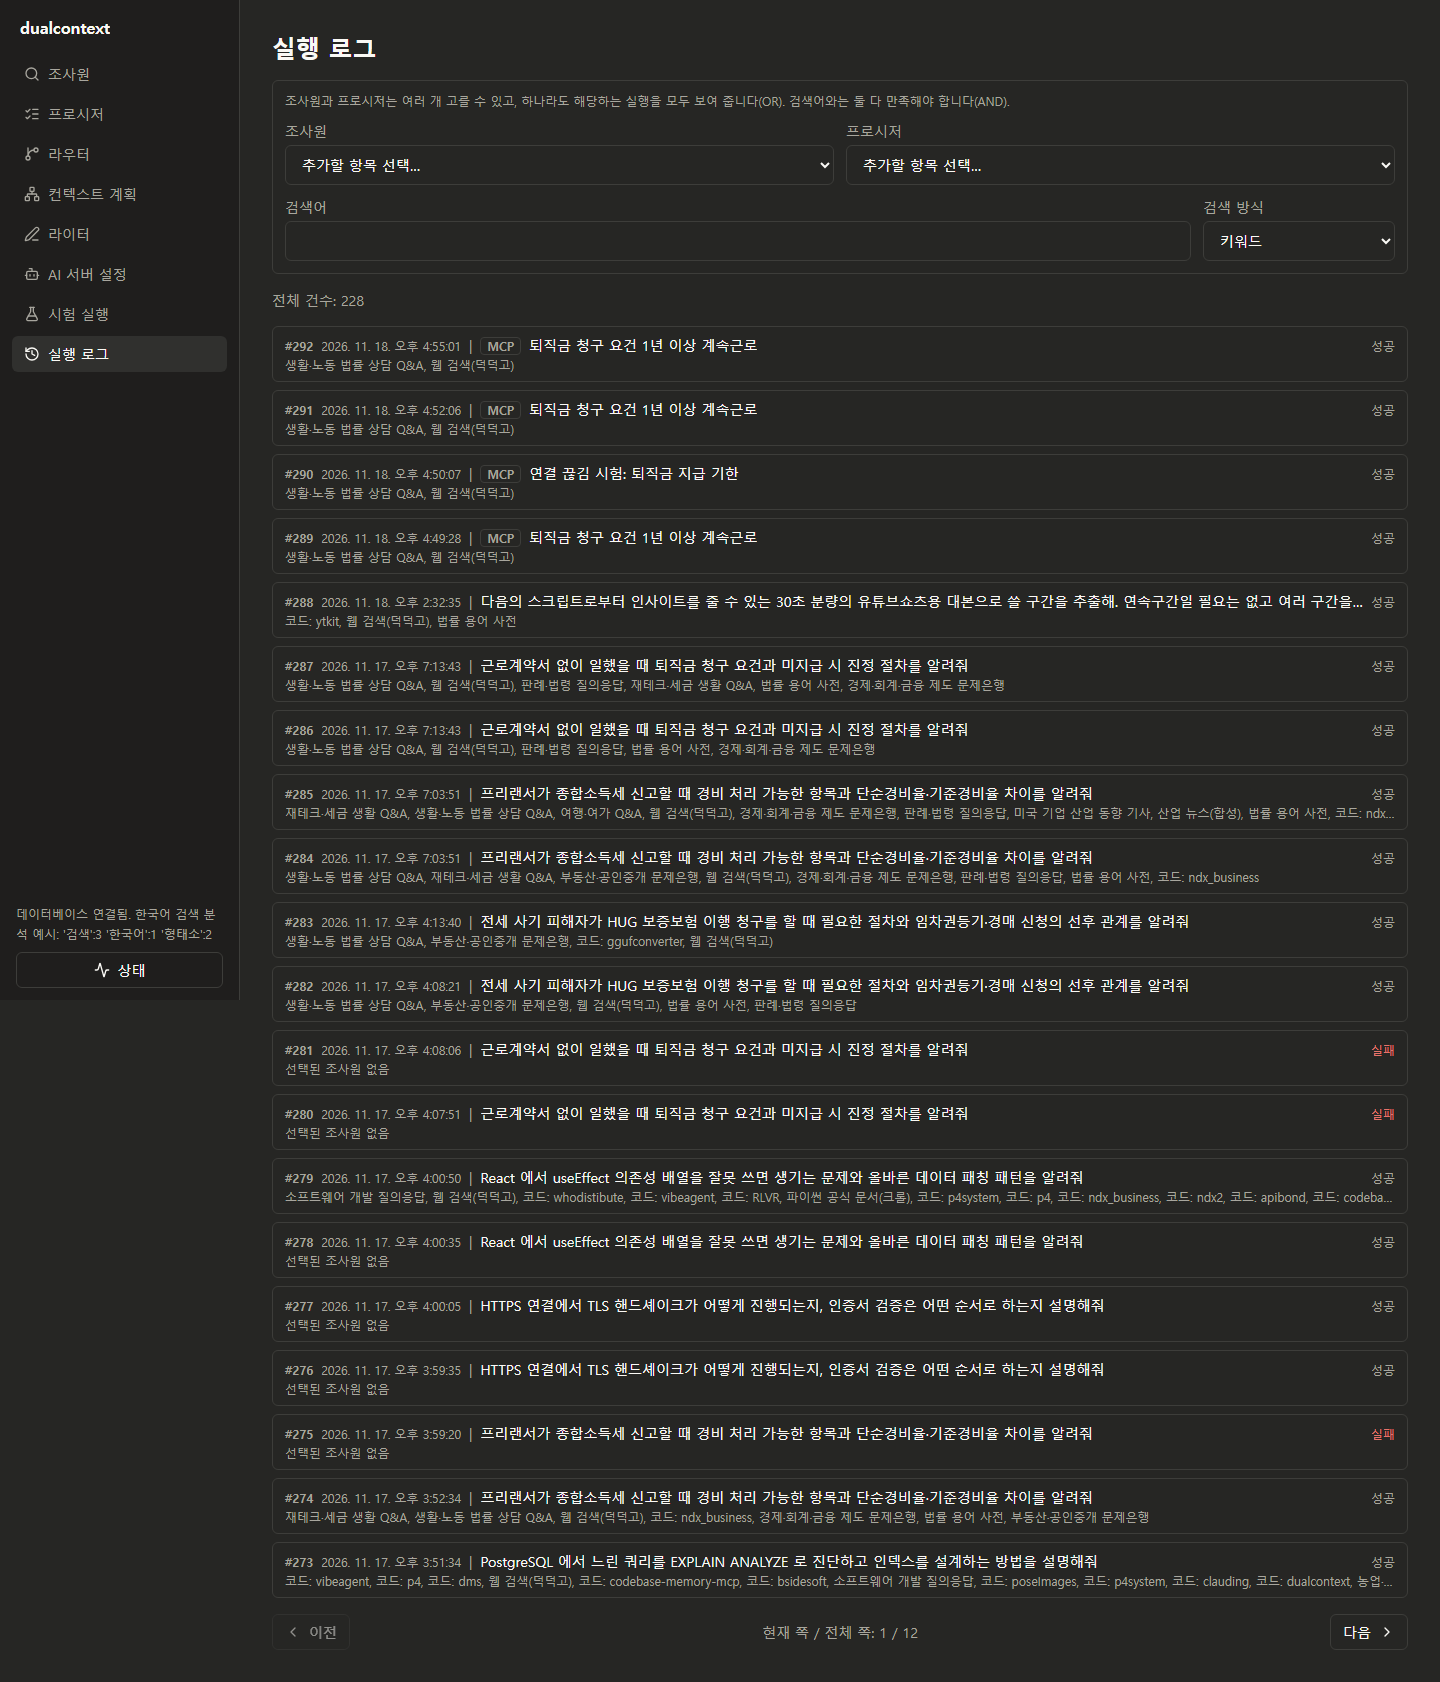 dualcontext
조사원
프로시저
라우터
컨텍스트 계획
라이터
AI 서버 설정
시험 실행
실행 로그
데이터베이스 연결됨. 한국어 검색 분
석 예시: '검색':3 '한국어':1 '형태소':2
상태
실행 로그
조사원과 프로시저는 여러 개 고를 수 있고, 하나라도 해당하는 실행을 모두 보여 줍니다(OR). 검색어와는 둘 다 만족해야 합니다(AND).
조사원 프로시저
추가할 항목 선택... 추가할 항목 선택...
검색어 검색 방식
키워드
전체 건수: 228
#292 2026. 11. 18. 오후 4:55:01 | MCP 퇴직금 청구 요건 1년 이상 계속근로 성공
생활·노동 법률 상담 Q&A, 웹 검색(덕덕고)
#291 2026. 11. 18. 오후 4:52:06 | MCP 퇴직금 청구 요건 1년 이상 계속근로 성공
생활·노동 법률 상담 Q&A, 웹 검색(덕덕고)
#290 2026. 11. 18. 오후 4:50:07 | MCP 연결 끊김 시험: 퇴직금 지급 기한 성공
생활·노동 법률 상담 Q&A, 웹 검색(덕덕고)
#289 2026. 11. 18. 오후 4:49:28 | MCP 퇴직금 청구 요건 1년 이상 계속근로 성공
생활·노동 법률 상담 Q&A, 웹 검색(덕덕고)
#288 2026. 11. 18. 오후 2:32:35 | 다음의 스크립트로부터 인사이트를 줄 수 있는 30초 분량의 유튜브쇼츠용 대본으로 쓸 구간을 추출해. 연속구간일 필요는 없고 여러 구간을... 성공
코드: ytkit, 웹 검색(덕덕고), 법률 용어 사전
#287 2026. 11. 17. 오후 7:13:43 | 근로계약서 없이 일했을 때 퇴직금 청구 요건과 미지급 시 진정 절차를 알려줘 성공
생활·노동 법률 상담 Q&A, 웹 검색(덕덕고), 판례·법령 질의응답, 재테크·세금 생활 Q&A, 법률 용어 사전, 경제·회계·금융 제도 문제은행
#286 2026. 11. 17. 오후 7:13:43 | 근로계약서 없이 일했을 때 퇴직금 청구 요건과 미지급 시 진정 절차를 알려줘 성공
생활·노동 법률 상담 Q&A, 웹 검색(덕덕고), 판례·법령 질의응답, 법률 용어 사전, 경제·회계·금융 제도 문제은행
#285 2026. 11. 17. 오후 7:03:51 | 프리랜서가 종합소득세 신고할 때 경비 처리 가능한 항목과 단순경비율·기준경비율 차이를 알려줘 성공
재테크·세금 생활 Q&A, 생활·노동 법률 상담 Q&A, 여행·여가 Q&A, 웹 검색(덕덕고), 경제·회계·금융 제도 문제은행, 판례·법령 질의응답, 미국 기업 산업 동향 기사, 산업 뉴스(합성), 법률 용어 사전, 코드: ndx...
#284 2026. 11. 17. 오후 7:03:51 | 프리랜서가 종합소득세 신고할 때 경비 처리 가능한 항목과 단순경비율·기준경비율 차이를 알려줘 성공
생활·노동 법률 상담 Q&A, 재테크·세금 생활 Q&A, 부동산·공인중개 문제은행, 웹 검색(덕덕고), 경제·회계·금융 제도 문제은행, 판례·법령 질의응답, 법률 용어 사전, 코드: ndx_business
#283 2026. 11. 17. 오후 4:13:40 | 전세 사기 피해자가 HUG 보증보험 이행 청구를 할 때 필요한 절차와 임차권등기·경매 신청의 선후 관계를 알려줘 성공
생활·노동 법률 상담 Q&A, 부동산·공인중개 문제은행, 코드: ggufconverter, 웹 검색(덕덕고)
#282 2026. 11. 17. 오후 4:08:21 | 전세 사기 피해자가 HUG 보증보험 이행 청구를 할 때 필요한 절차와 임차권등기·경매 신청의 선후 관계를 알려줘 성공
생활·노동 법률 상담 Q&A, 부동산·공인중개 문제은행, 웹 검색(덕덕고), 법률 용어 사전, 판례·법령 질의응답
#281 2026. 11. 17. 오후 4:08:06 | 근로계약서 없이 일했을 때 퇴직금 청구 요건과 미지급 시 진정 절차를 알려줘 실패
선택된 조사원 없음
#280 2026. 11. 17. 오후 4:07:51 | 근로계약서 없이 일했을 때 퇴직금 청구 요건과 미지급 시 진정 절차를 알려줘 실패
선택된 조사원 없음
#279 2026. 11. 17. 오후 4:00:50 | React 에서 useEffect 의존성 배열을 잘못 쓰면 생기는 문제와 올바른 데이터 패칭 패턴을 알려줘 성공
소프트웨어 개발 질의응답, 웹 검색(덕덕고), 코드: whodistibute, 코드: vibeagent, 코드: RLVR, 파이썬 공식 문서(크롤), 코드: p4system, 코드: p4, 코드: ndx_business, 코드: ndx2, 코드: apibond, 코드: codeba...
#278 2026. 11. 17. 오후 4:00:35 | React 에서 useEffect 의존성 배열을 잘못 쓰면 생기는 문제와 올바른 데이터 패칭 패턴을 알려줘 성공
선택된 조사원 없음
#277 2026. 11. 17. 오후 4:00:05 | HTTPS 연결에서 TLS 핸드셰이크가 어떻게 진행되는지, 인증서 검증은 어떤 순서로 하는지 설명해줘 성공
선택된 조사원 없음
#276 2026. 11. 17. 오후 3:59:35 | HTTPS 연결에서 TLS 핸드셰이크가 어떻게 진행되는지, 인증서 검증은 어떤 순서로 하는지 설명해줘 성공
선택된 조사원 없음
#275 2026. 11. 17. 오후 3:59:20 | 프리랜서가 종합소득세 신고할 때 경비 처리 가능한 항목과 단순경비율·기준경비율 차이를 알려줘 실패
선택된 조사원 없음
#274 2026. 11. 17. 오후 3:52:34 | 프리랜서가 종합소득세 신고할 때 경비 처리 가능한 항목과 단순경비율·기준경비율 차이를 알려줘 성공
재테크·세금 생활 Q&A, 생활·노동 법률 상담 Q&A, 웹 검색(덕덕고), 코드: ndx_business, 경제·회계·금융 제도 문제은행, 법률 용어 사전, 부동산·공인중개 문제은행
#273 2026. 11. 17. 오후 3:51:34 | PostgreSQL 에서 느린 쿼리를 EXPLAIN ANALYZE 로 진단하고 인덱스를 설계하는 방법을 설명해줘 성공
코드: vibeagent, 코드: p4, 코드: dms, 웹 검색(덕덕고), 코드: codebase-memory-mcp, 코드: bsidesoft, 소프트웨어 개발 질의응답, 코드: poseImages, 코드: p4system, 코드: clauding, 코드: dualcontext, 농업·...
이전 현재 쪽 / 전체 쪽: 1 / 12 다음